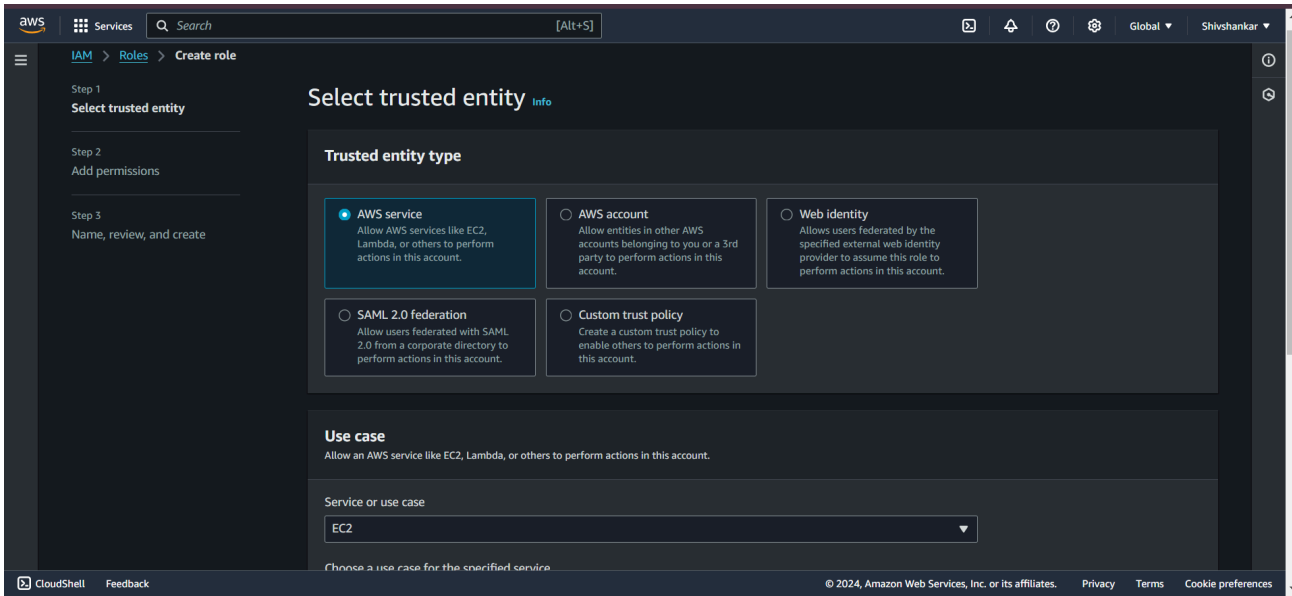 aws
Services
Search
[Alt+S]
Global
Shivshankar
IAM > Roles > Create role
Step 1
Select trusted entity
Step 2
Add permissions
Step 3
Name, review, and create
Select trusted entity Info
Trusted entity type
AWS service
Allow AWS services like EC2,
Lambda, or others to perform
actions in this account.
AWS account
Allow entities in other AWS
accounts belonging to you or a 3rd
party to perform actions in this
account.
Web identity
Allows users federated by the
specified external web identity
provider to assume this role to
perform actions in this account.
SAML 2.0 federation
Allow users federated with SAML
2.0 from a corporate directory to
perform actions in this account.
Custom trust policy
Create a custom trust policy to
enable others to perform actions in
this account.
Use case
Allow an AWS service like EC2, Lambda, or others to perform actions in this account.
Service or use case
EC2
Choose a use case for the specified service
CloudShell
Feedback
© 2024, Amazon Web Services, Inc. or its affiliates.
Privacy
Terms
Cookie preferences